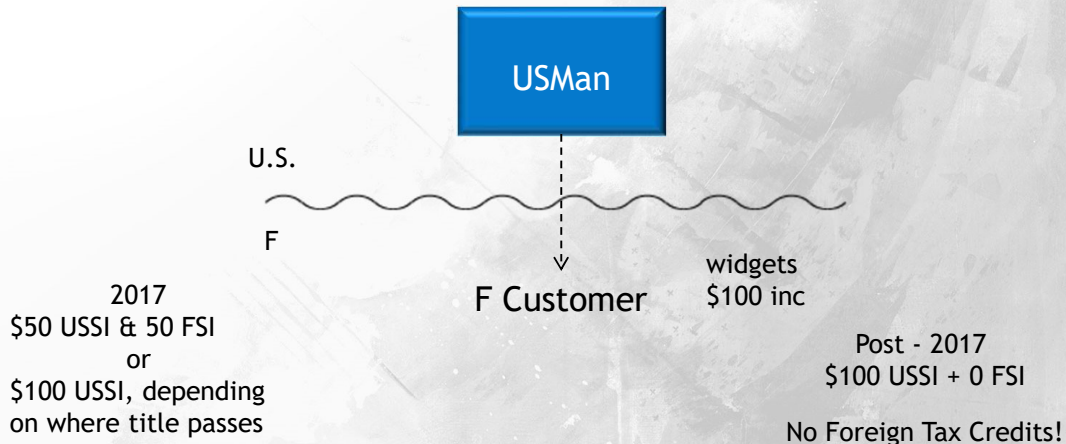 USMan
U.S.
F
F Customer
widgets
$100 inc
2017
$50 USSI & 50 FSI
or
$100 USSI, depending
on where title passes
Post - 2017
$100 USSI + 0 FSI
No Foreign Tax Credits!